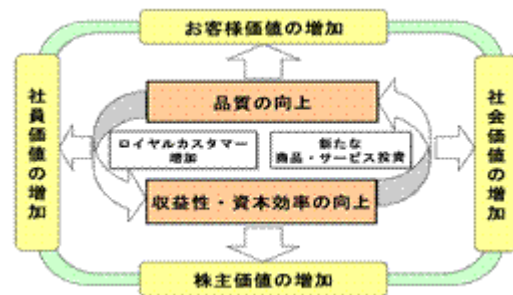 お客様価値の増加
社員価値の増加
品質の向上
ロイヤルカスタマー
増加
新たな
商品・サービス投資
収益性・資本効率の向上
社会価値の増加
株主価値の増加